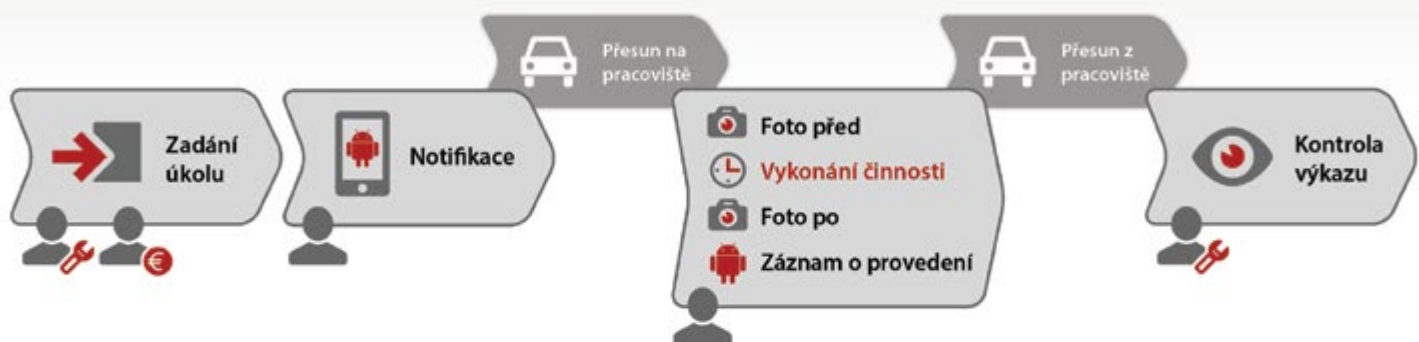 Zadání
úkolu
Notifikace
Přesun na
pracoviště
Foto před
Vykonání činnosti
Foto po
Záznam o provedení
Přesun z
pracoviště
Kontrola
výkazu